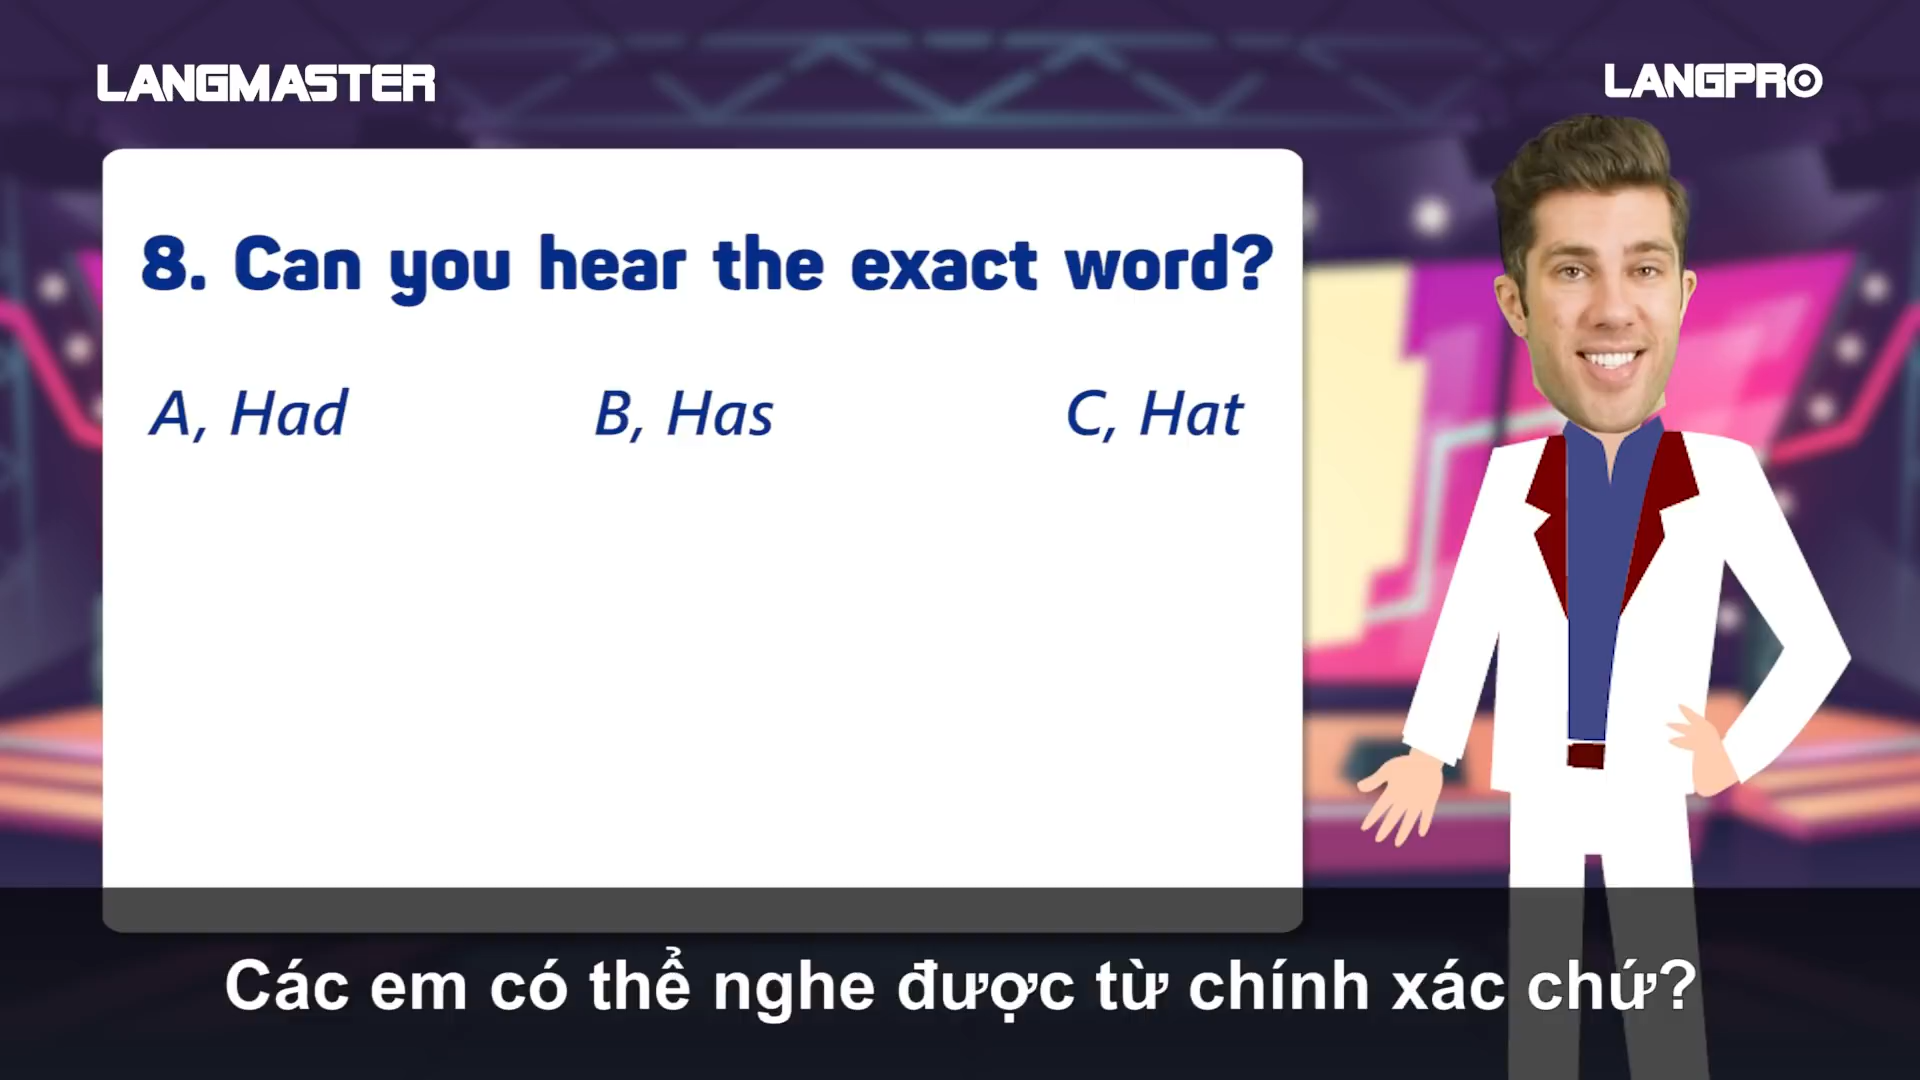 LANGMASTER
LANGPRO
8. Can you hear the exact word?
A, Had B, Has C, Hat
Các em có thể nghe được từ chính xác chứ?